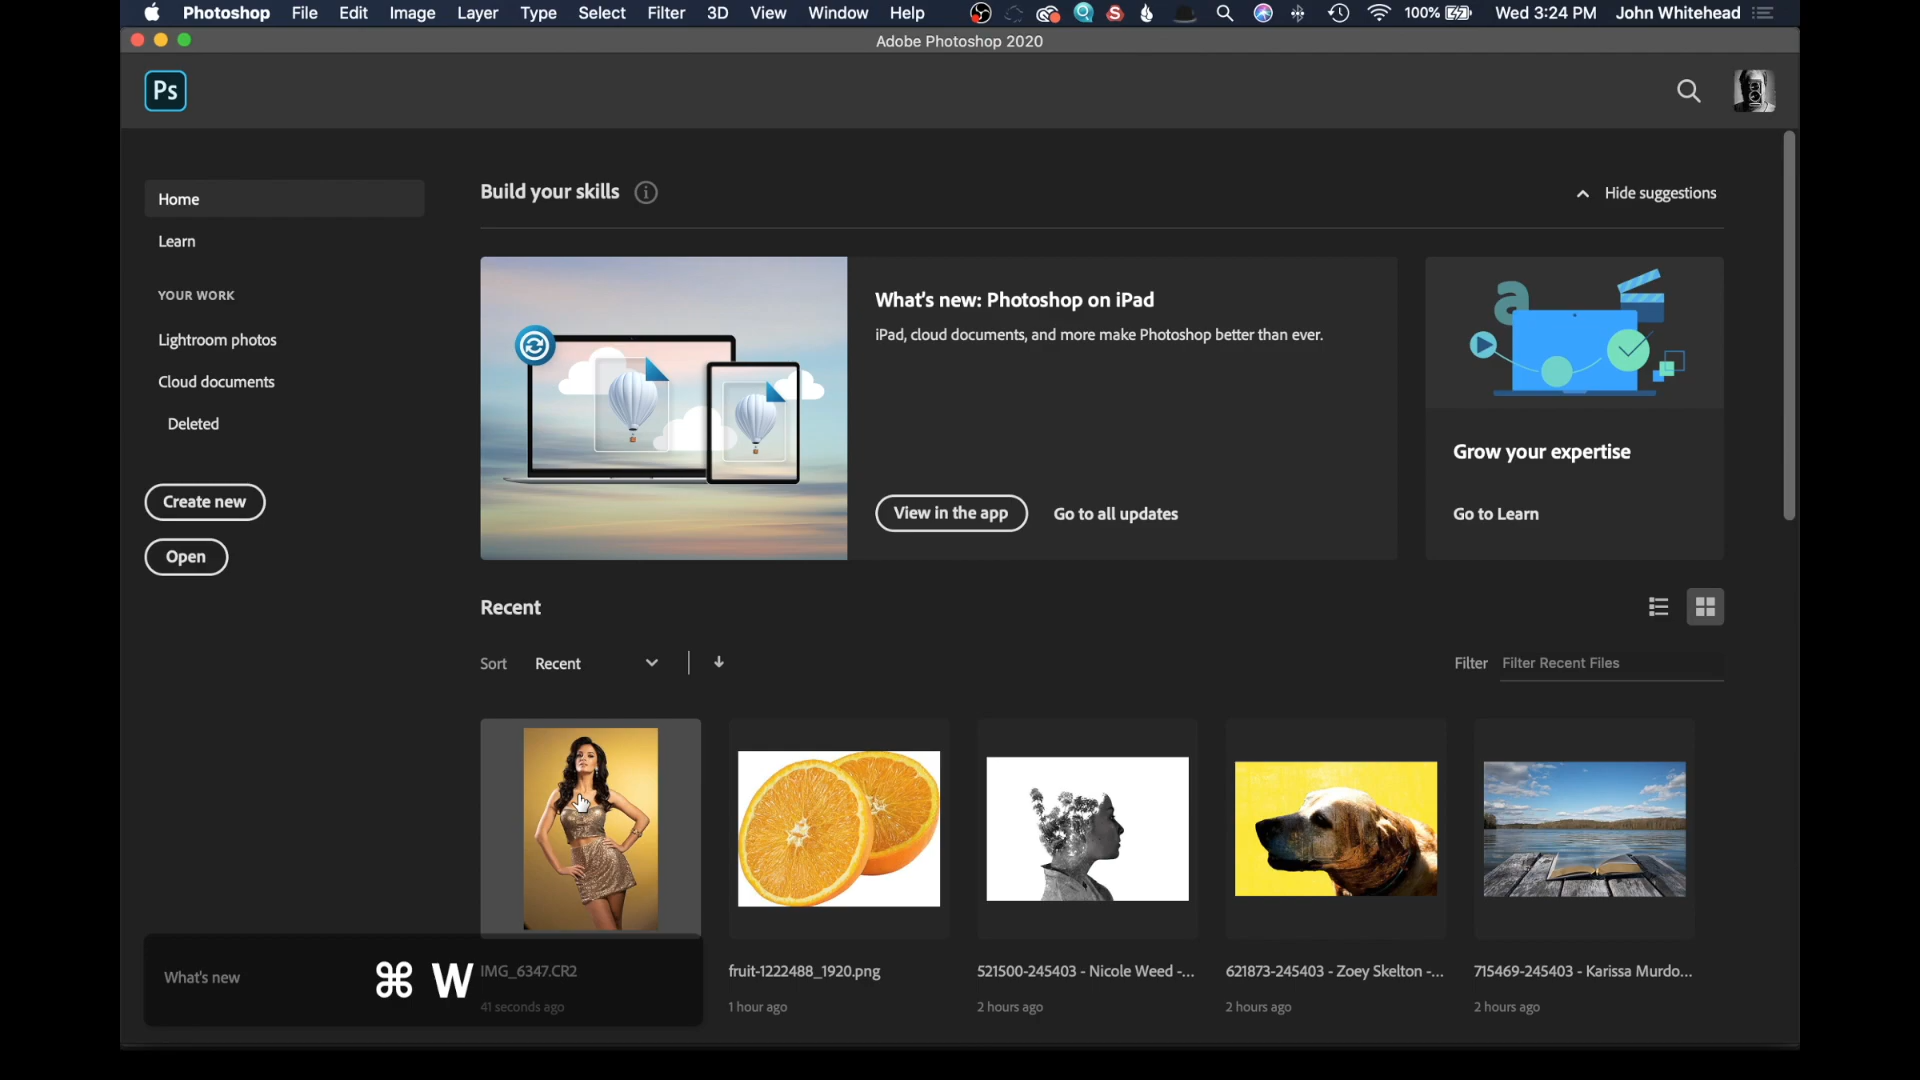 Photoshop File Edit Image Layer Type Select Filter 3D View Window Help 100% Wed 3:24 PM John Whitehead
Adobe Photoshop 2020
Ps
Home
Learn
YOUR WORK
Lightroom photos
Cloud documents
Deleted
Create new
Open
Build your skills
Hide suggestions
What's new: Photoshop on iPad
iPad, cloud documents, and more make Photoshop better than ever.
View in the app Go to all updates
Grow your expertise
Go to Learn
Recent
Sort Recent
Filter Filter Recent Files
What's new
⌘ W
IMG_6347.CR2
41 seconds ago
fruit-1222488_1920.png
1 hour ago
521500-245403 - Nicole Weed -...
2 hours ago
621873-245403 - Zoey Skelton -...
2 hours ago
715469-245403 - Karissa Murdo...
2 hours ago